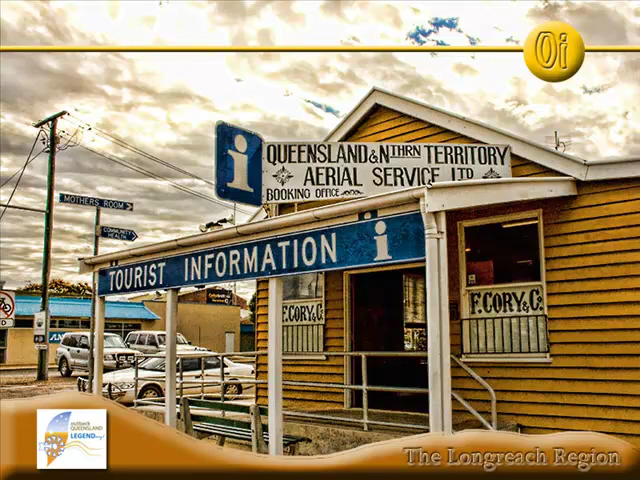 Oi
QUEENSLAND & NTHRN TERRITORY
AERIAL SERVICE LTD
BOOKING OFFICE
MOTHERS ROOM
COMMUNITY HEALTH
i
TOURIST INFORMATION i
F. CORY & Co
F. CORY & Co
outback
QUEENSLAND
LEGENDary!
The Longreach Region